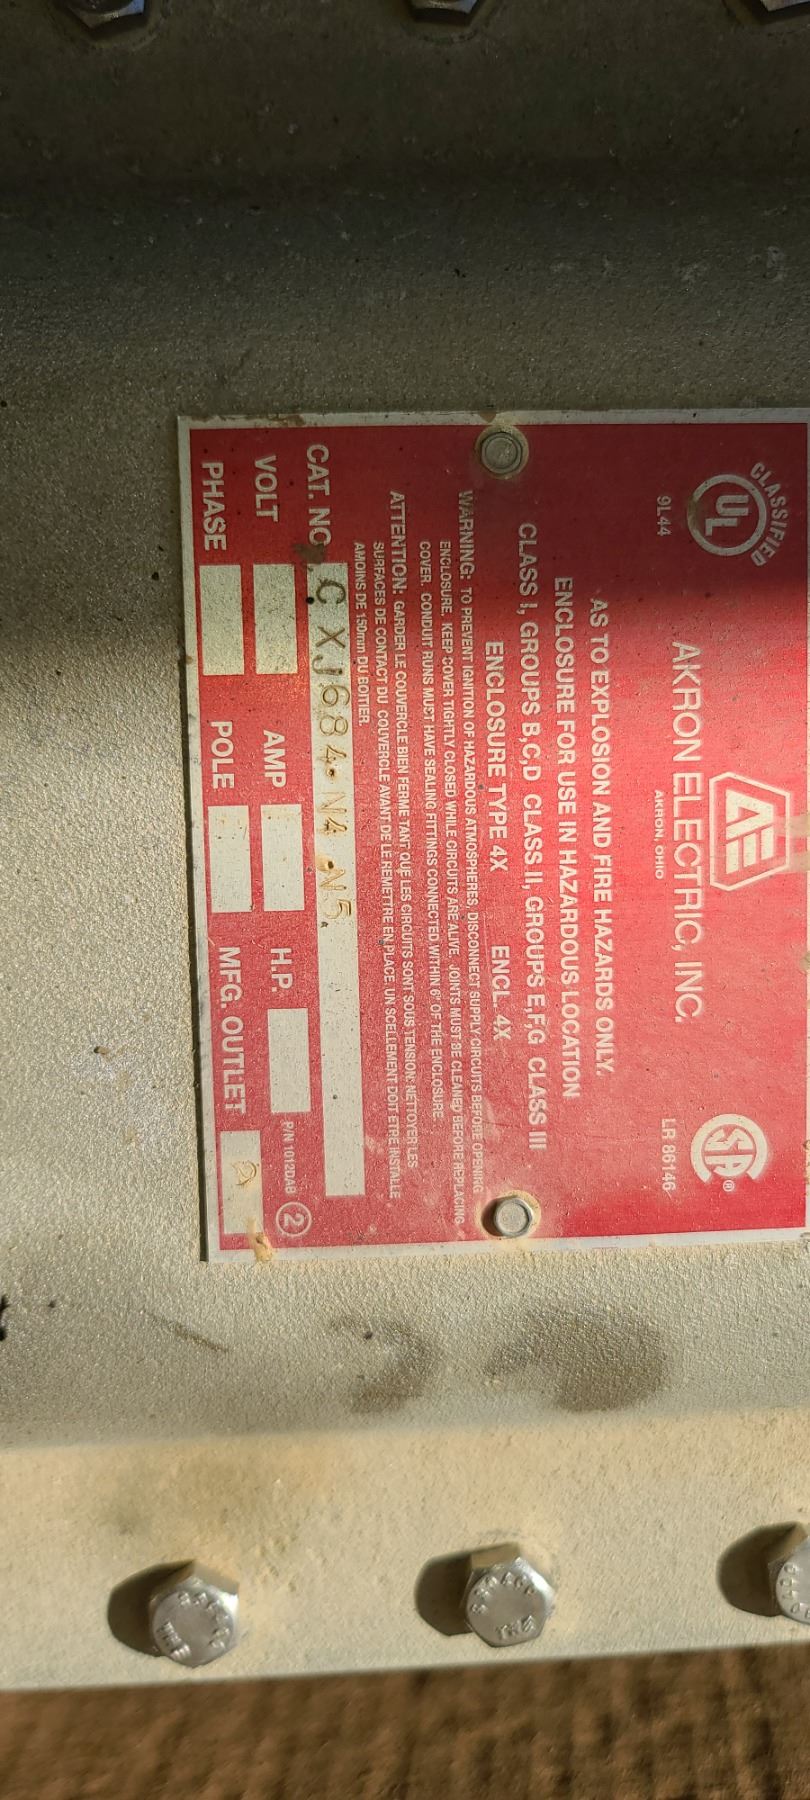 CLASSIFIED
UL
9L44
AE
AKRON ELECTRIC, INC.
AKRON, OHIO
SA®
LR 86146
AS TO EXPLOSION AND FIRE HAZARDS ONLY.
ENCLOSURE FOR USE IN HAZARDOUS LOCATION
CLASS I, GROUPS B,C,D CLASS II, GROUPS E,F,G CLASS III
ENCLOSURE TYPE 4X ENCL. 4X
WARNING: TO PREVENT IGNITION OF HAZARDOUS ATMOSPHERES, DISCONNECT SUPPLY CIRCUITS BEFORE OPENING
ENCLOSURE. KEEP COVER TIGHTLY CLOSED WHILE CIRCUITS ARE ALIVE. JOINTS MUST BE CLEANED BEFORE REPLACING
COVER. CONDUIT RUNS MUST HAVE SEALING FITTINGS CONNECTED WITHIN 6" OF THE ENCLOSURE.
ATTENTION: GARDER LE COUVERCLE BIEN FERME TANT QUE LES CIRCUITS SONT SOUS TENSION. NETTOYER LES
SURFACES DE CONTACT DU COUVERCLE AVANT DE LE REMETTRE EN PLACE. UN SCELLEMENT DOIT ETRE INSTALLE
AMOINS DE 150mm DU BOITIER.
CAT. NO. CXJ684-N4-N5
VOLT AMP H.P. P/N 1012DAB 2
PHASE POLE MFG. OUTLET A
THE